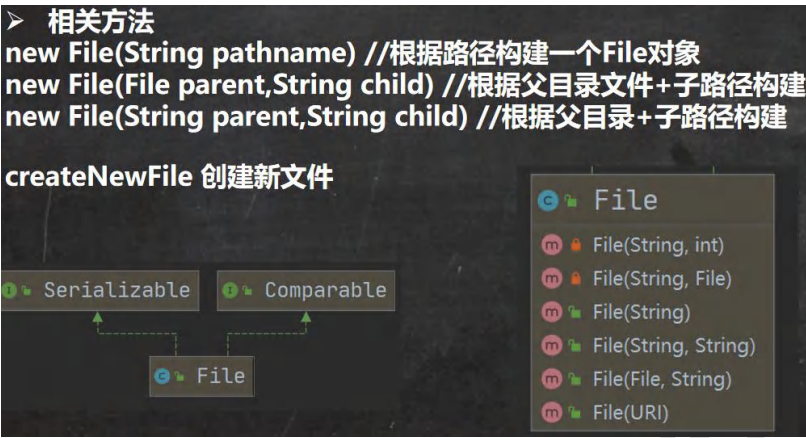 ➢ 相关方法
new File(String pathname) //根据路径构建一个File对象
new File(File parent,String child) //根据父目录文件+子路径构建
new File(String parent,String child) //根据父目录+子路径构建
createNewFile 创建新文件
Serializable
Comparable
File
File
File(String, int)
File(String, File)
File(String)
File(String, String)
File(File, String)
File(URI)